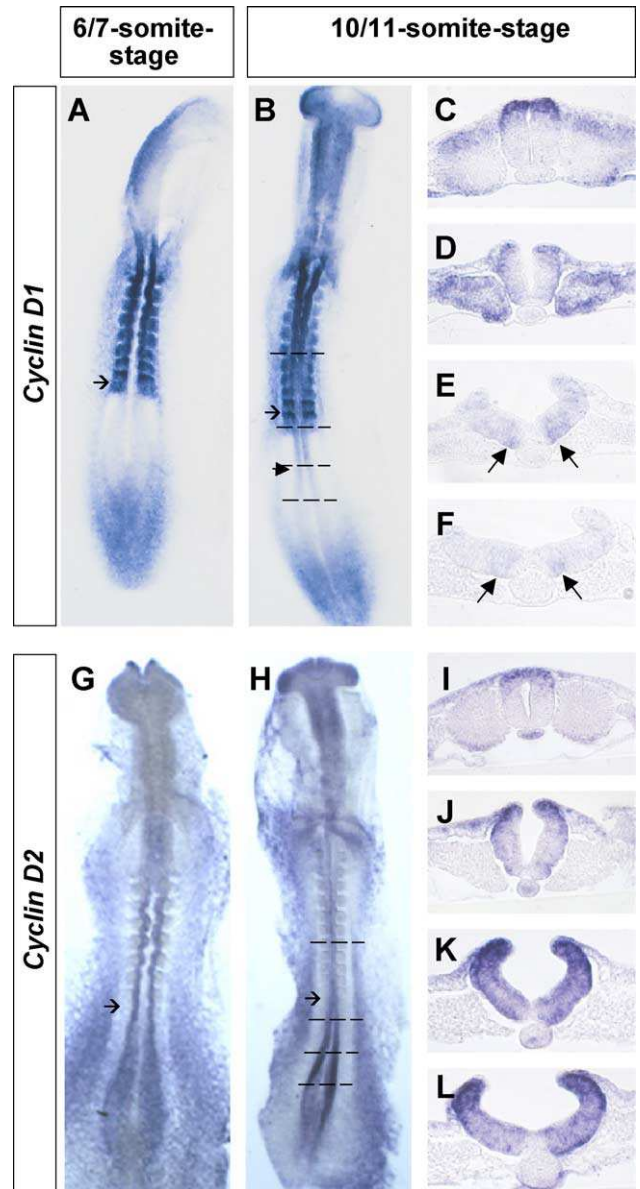 6/7-somite-
stage
10/11-somite-stage
Cyclin D1
A
B
C
D
E
F
Cyclin D2
G
H
I
J
K
L